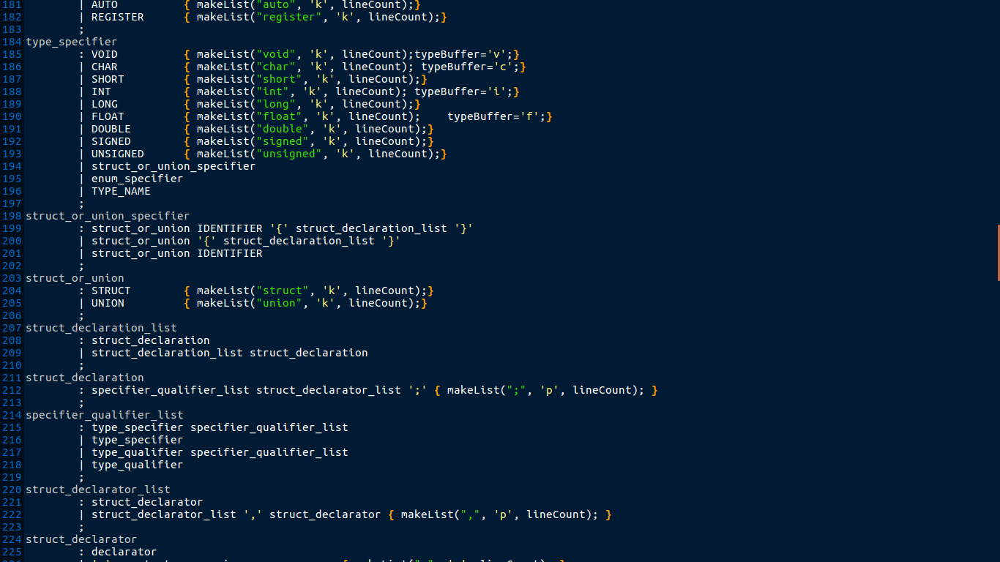 181 | AUTO { makeList("auto", 'k', lineCount);}
182 | REGISTER { makeList("register", 'k', lineCount);}
183 ;
184 type_specifier
185 : VOID { makeList("void", 'k', lineCount);typeBuffer='v';}
186 | CHAR { makeList("char", 'k', lineCount); typeBuffer='c';}
187 | SHORT { makeList("short", 'k', lineCount);}
188 | INT { makeList("int", 'k', lineCount); typeBuffer='i';}
189 | LONG { makeList("long", 'k', lineCount);}
190 | FLOAT { makeList("float", 'k', lineCount); typeBuffer='f';}
191 | DOUBLE { makeList("double", 'k', lineCount);}
192 | SIGNED { makeList("signed", 'k', lineCount);}
193 | UNSIGNED { makeList("unsigned", 'k', lineCount);}
194 | struct_or_union_specifier
195 | enum_specifier
196 | TYPE_NAME
197 ;
198 struct_or_union_specifier
199 : struct_or_union IDENTIFIER '{' struct_declaration_list '}'
200 | struct_or_union '{' struct_declaration_list '}'
201 | struct_or_union IDENTIFIER
202 ;
203 struct_or_union
204 : STRUCT { makeList("struct", 'k', lineCount);}
205 | UNION { makeList("union", 'k', lineCount);}
206 ;
207 struct_declaration_list
208 : struct_declaration
209 | struct_declaration_list struct_declaration
210 ;
211 struct_declaration
212 : specifier_qualifier_list struct_declarator_list ';' { makeList(";", 'p', lineCount); }
213 ;
214 specifier_qualifier_list
215 : type_specifier specifier_qualifier_list
216 | type_specifier
217 | type_qualifier specifier_qualifier_list
218 | type_qualifier
219 ;
220 struct_declarator_list
221 : struct_declarator
222 | struct_declarator_list ',' struct_declarator { makeList(",", 'p', lineCount); }
223 ;
224 struct_declarator
225 : declarator